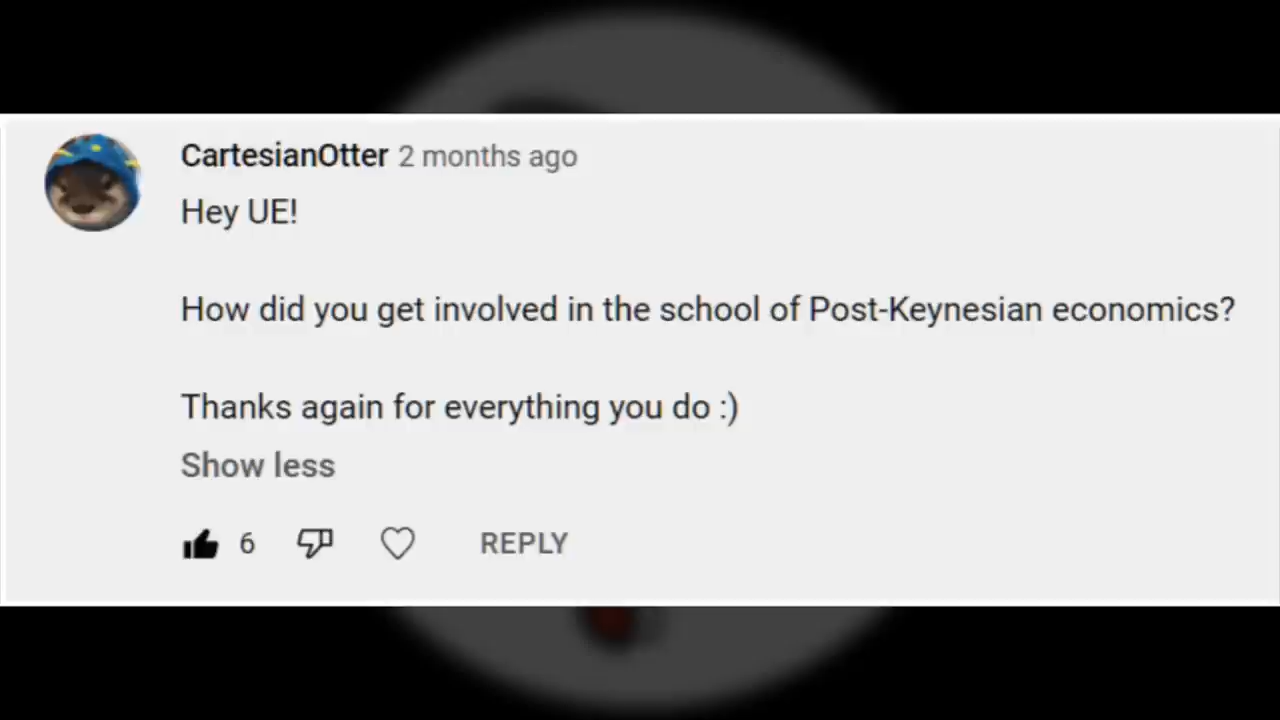 CartesianOtter 2 months ago
Hey UE!
How did you get involved in the school of Post-Keynesian economics?
Thanks again for everything you do :)
Show less
6 REPLY